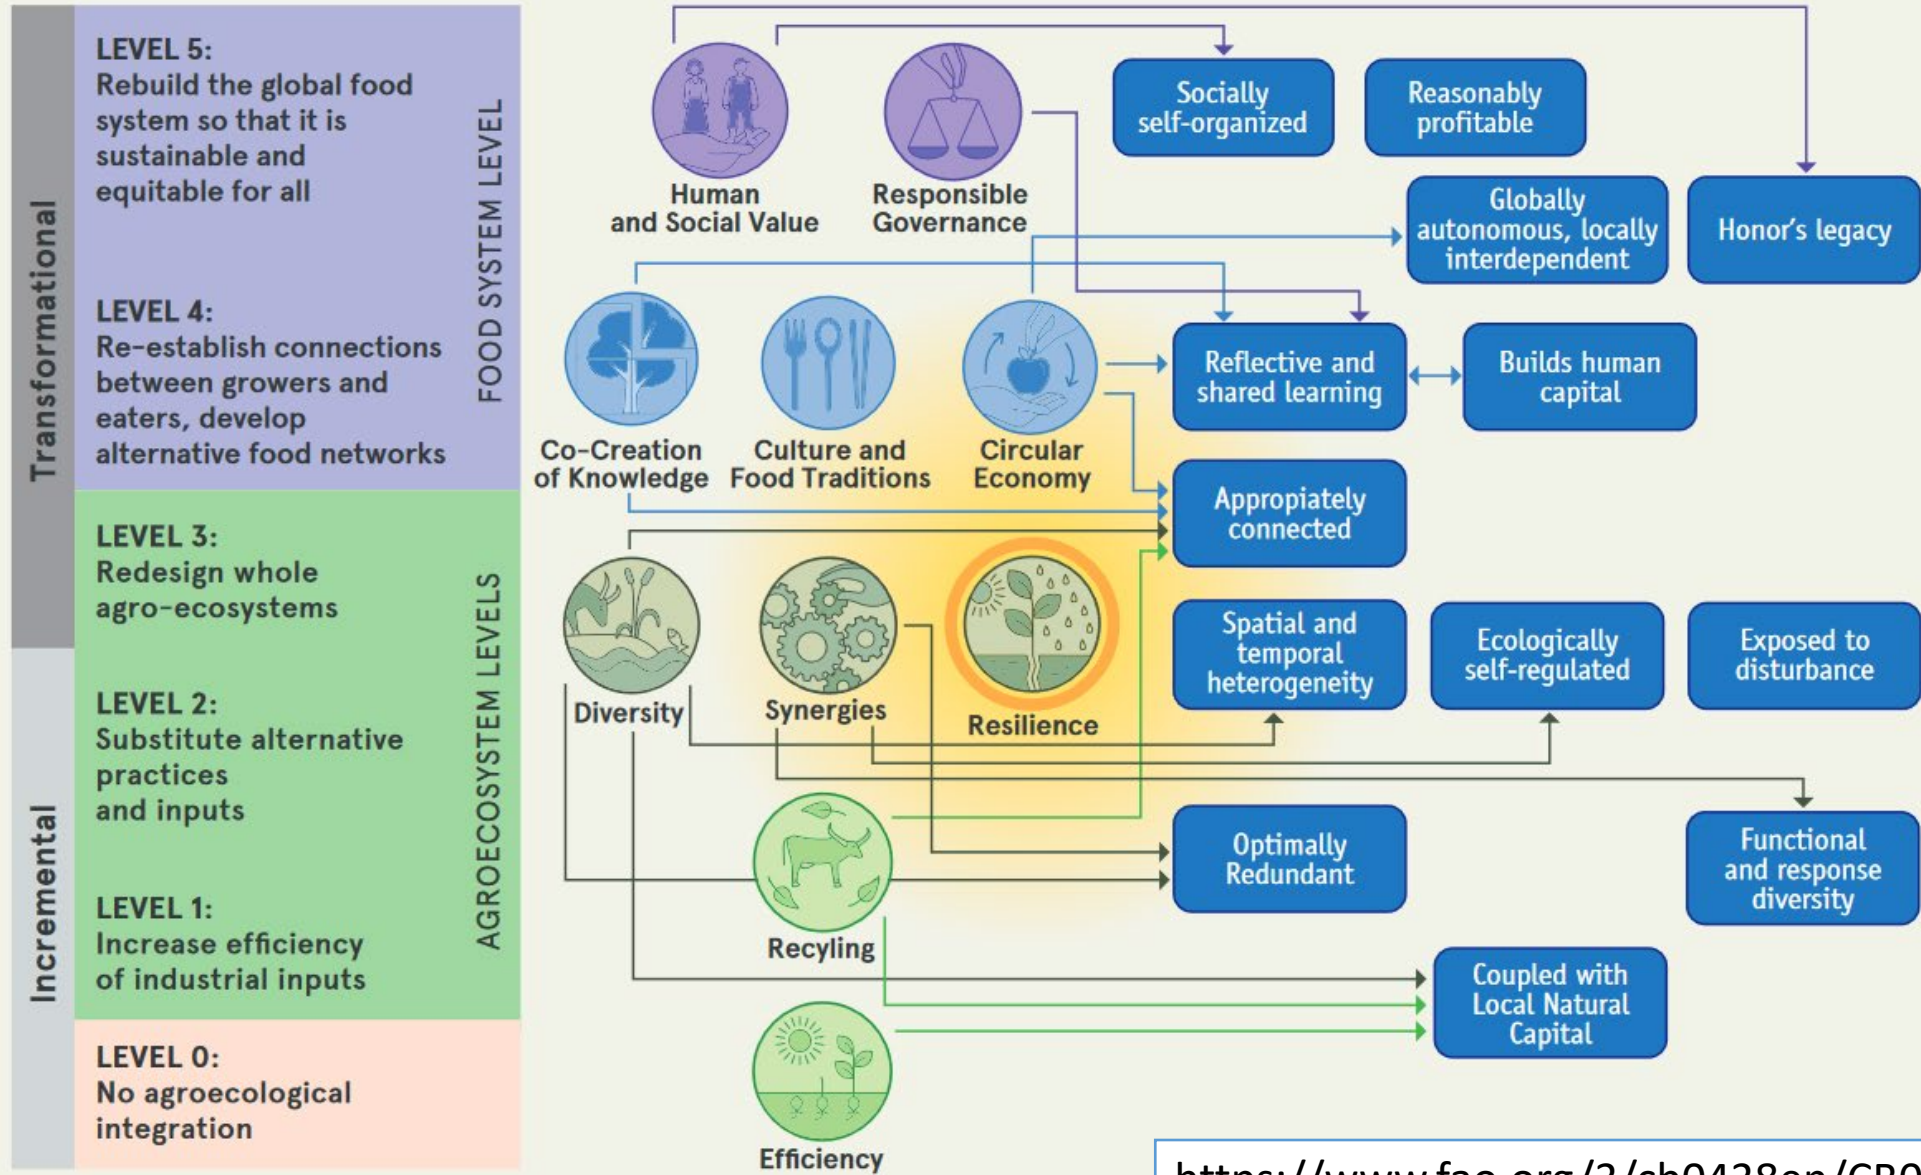 Transformational
Incremental
LEVEL 5:
Rebuild the global food
system so that it is
sustainable and
equitable for all
LEVEL 4:
Re-establish connections
between growers and
eaters, develop
alternative food networks
FOOD SYSTEM LEVEL
LEVEL 3:
Redesign whole
agro-ecosystems
LEVEL 2:
Substitute alternative
practices
and inputs
LEVEL 1:
Increase efficiency
of industrial inputs
AGROECOSYSTEM LEVELS
LEVEL 0:
No agroecological
integration
Human
and Social Value
Responsible
Governance
Socially
self-organized
Reasonably
profitable
Globally
autonomous, locally
interdependent
Honor's legacy
Co-Creation
of Knowledge
Culture and
Food Traditions
Circular
Economy
Reflective and
shared learning
Builds human
capital
Appropiately
connected
Diversity
Synergies
Resilience
Spatial and
temporal
heterogeneity
Ecologically
self-regulated
Exposed to
disturbance
Recyling
Optimally
Redundant
Functional
and response
diversity
Coupled with
Local Natural
Capital
Efficiency